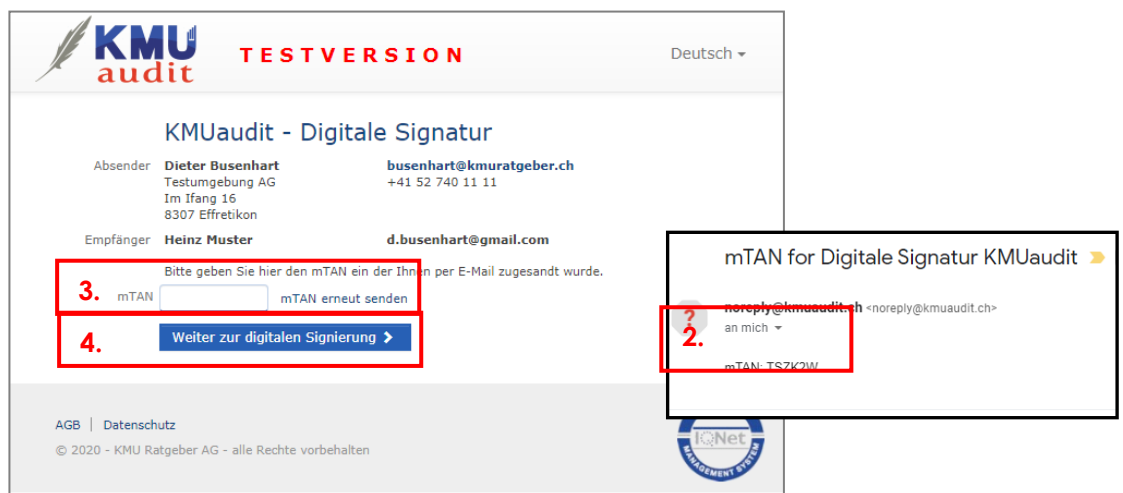 KMU
audit
TESTVERSION
Deutsch
KMUaudit - Digitale Signatur
Absender Dieter Busenhart busenhart@kmuratgeber.ch
Testumgebung AG +41 52 740 11 11
Im Ifang 16
8307 Effretikon
Empfänger Heinz Muster d.busenhart@gmail.com
Bitte geben Sie hier den mTAN ein der Ihnen per E-Mail zugesandt wurde.
3. mTAN mTAN erneut senden
4. Weiter zur digitalen Signierung
AGB | Datenschutz
© 2020 - KMU Ratgeber AG - alle Rechte vorbehalten
IQNet
MANAGEMENT SYSTEM
mTAN for Digitale Signatur KMUaudit
noreply@kmuaudit.ch <noreply@kmuaudit.ch>
?
an mich
2.
mTAN: TSZK2W